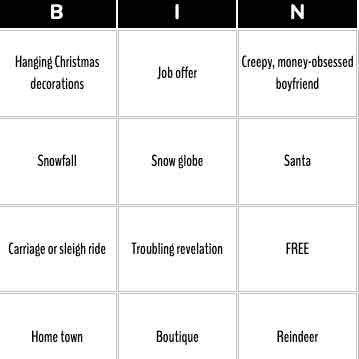 B I N
Hanging Christmas
decorations
Job offer
Creepy, money-obsessed
boyfriend
Snowfall
Snow globe
Santa
Carriage or sleigh ride
Troubling revelation
FREE
Home town
Boutique
Reindeer